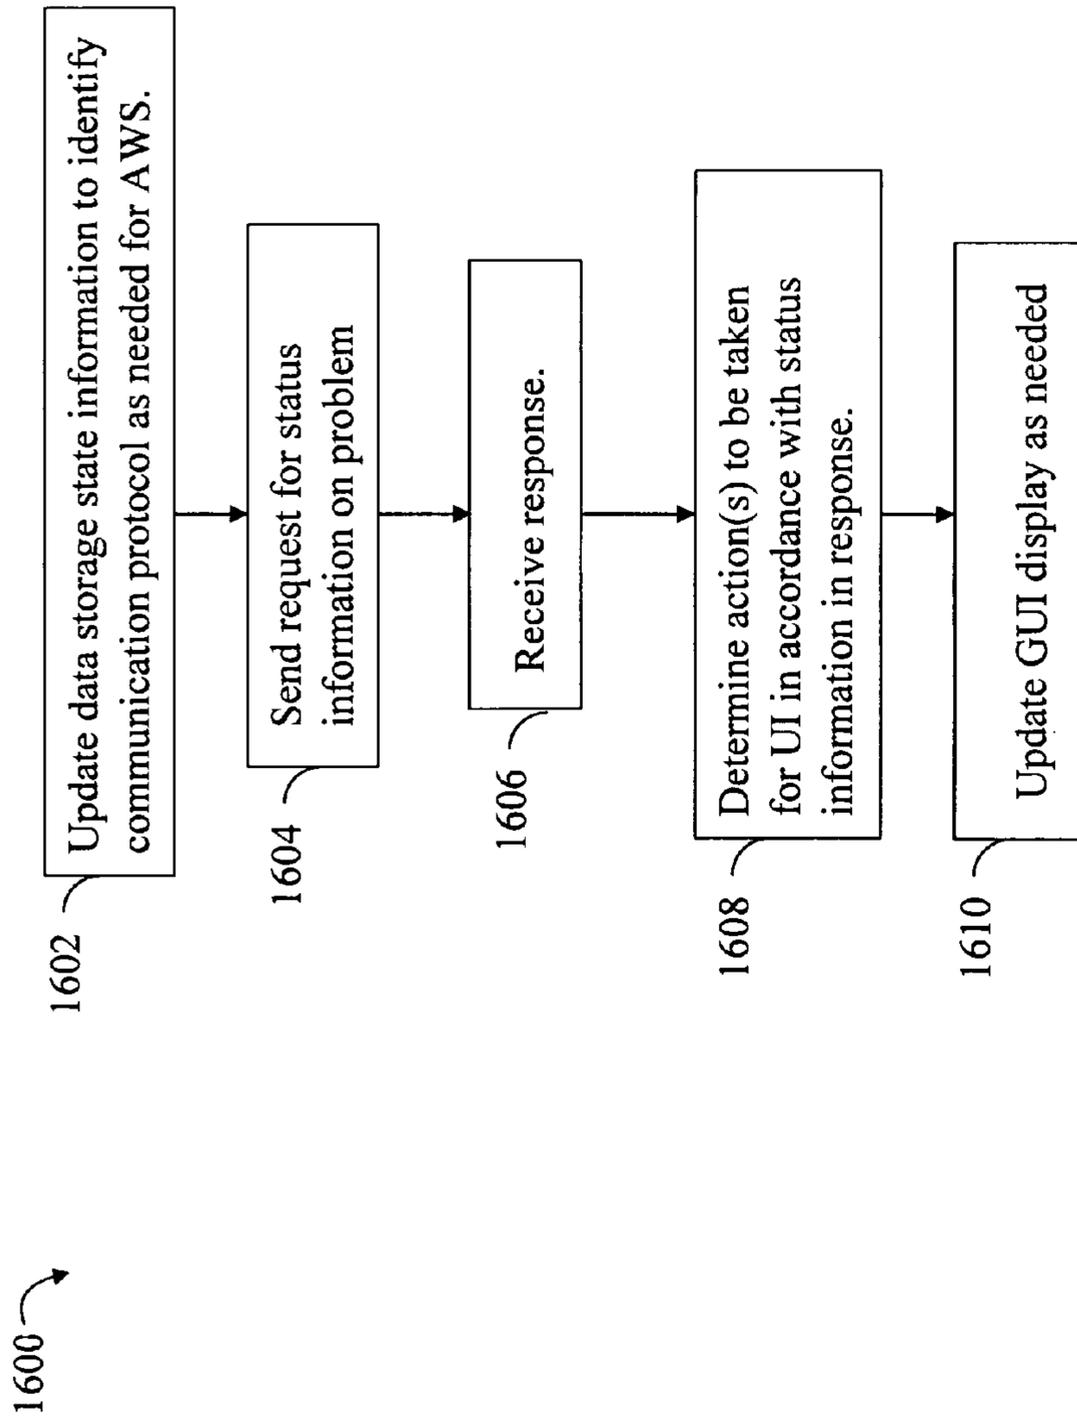 1600
1602
Update data storage state information to identify
communication protocol as needed for AWS.
1604
Send request for status
information on problem
1606
Receive response.
1608
Determine action(s) to be taken
for UI in accordance with status
information in response.
1610
Update GUI display as needed